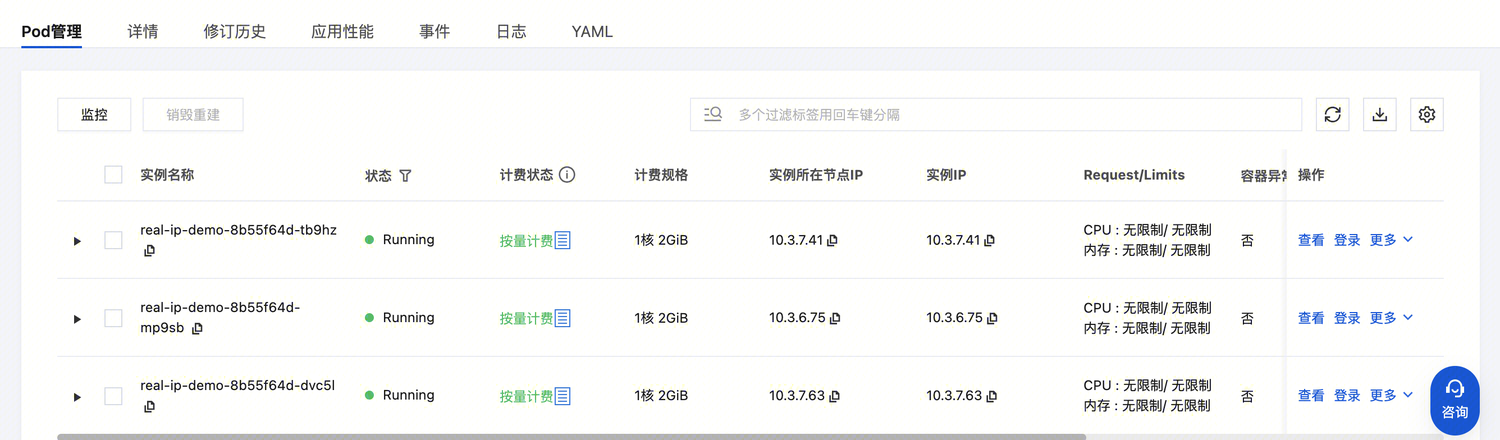 Pod管理 详情 修订历史 应用性能 事件 日志 YAML
监控 销毁重建 多个过滤标签用回车键分隔
实例名称 状态 计费状态 计费规格 实例所在节点IP 实例IP Request/Limits 容器异常 操作
real-ip-demo-8b55f64d-tb9hz Running 按量计费 1核 2GiB 10.3.7.41 10.3.7.41 CPU : 无限制/ 无限制 否 查看 登录 更多
内存 : 无限制/ 无限制
real-ip-demo-8b55f64d- Running 按量计费 1核 2GiB 10.3.6.75 10.3.6.75 CPU : 无限制/ 无限制 否 查看 登录 更多
mp9sb 内存 : 无限制/ 无限制
real-ip-demo-8b55f64d-dvc5l Running 按量计费 1核 2GiB 10.3.7.63 10.3.7.63 CPU : 无限制/ 无限制 否 查看 登录 更多
内存 : 无限制/ 无限制
咨询